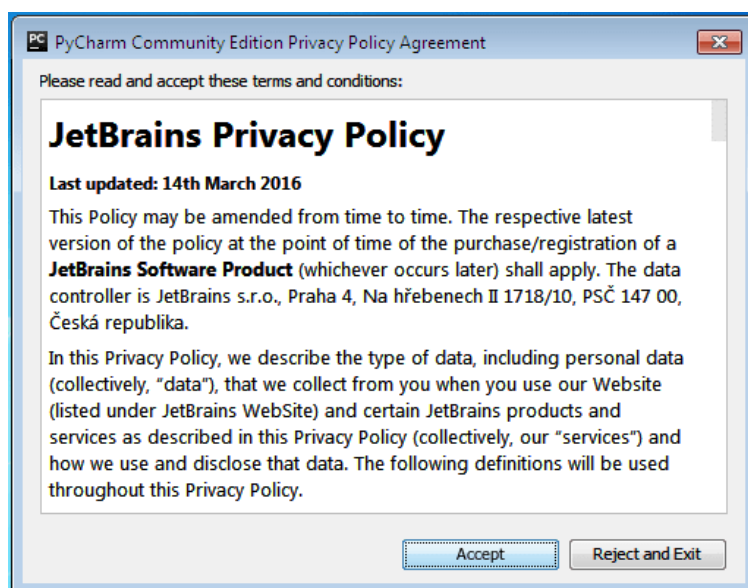 PC PyCharm Community Edition Privacy Policy Agreement
Please read and accept these terms and conditions:
JetBrains Privacy Policy
Last updated: 14th March 2016
This Policy may be amended from time to time. The respective latest
version of the policy at the point of time of the purchase/registration of a
JetBrains Software Product (whichever occurs later) shall apply. The data
controller is JetBrains s.r.o., Praha 4, Na hřebenech II 1718/10, PSČ 147 00,
Česká republika.
In this Privacy Policy, we describe the type of data, including personal data
(collectively, “data”), that we collect from you when you use our Website
(listed under JetBrains WebSite) and certain JetBrains products and
services as described in this Privacy Policy (collectively, our “services”) and
how we use and disclose that data. The following definitions will be used
throughout this Privacy Policy.
Accept Reject and Exit